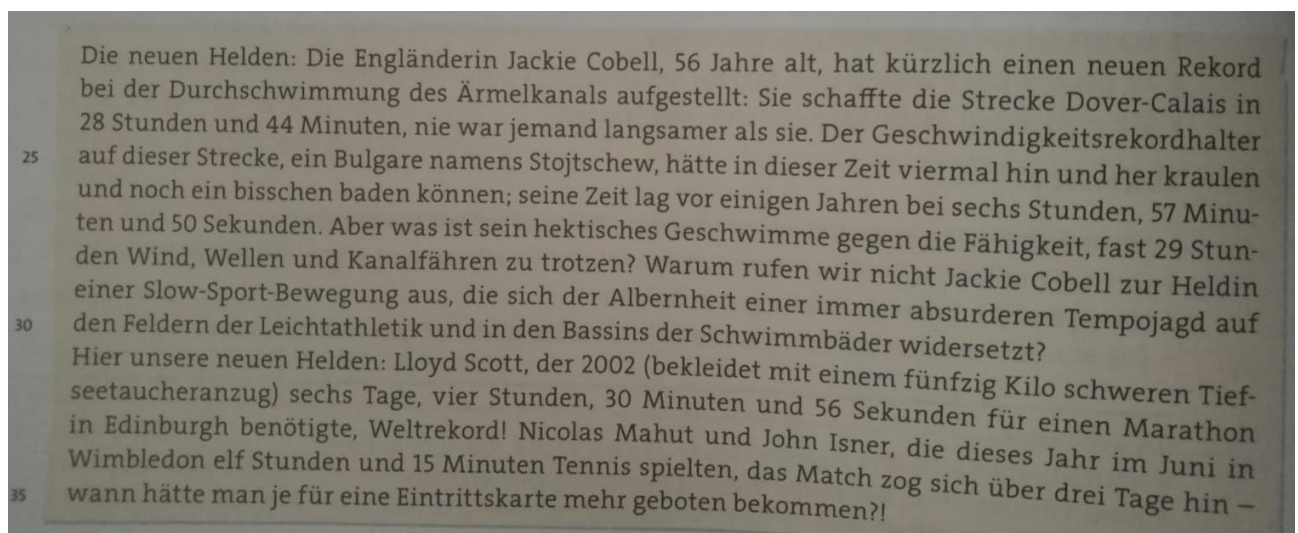 Die neuen Helden: Die Engländerin Jackie Cobell, 56 Jahre alt, hat kürzlich einen neuen Rekord
bei der Durchschwimmung des Ärmelkanals aufgestellt: Sie schaffte die Strecke Dover-Calais in
28 Stunden und 44 Minuten, nie war jemand langsamer als sie. Der Geschwindigkeitsrekordhalter
25 auf dieser Strecke, ein Bulgare namens Stojtschew, hätte in dieser Zeit viermal hin und her kraulen
und noch ein bisschen baden können; seine Zeit lag vor einigen Jahren bei sechs Stunden, 57 Minu-
ten und 50 Sekunden. Aber was ist sein hektisches Geschwimme gegen die Fähigkeit, fast 29 Stun-
den Wind, Wellen und Kanalfähren zu trotzen? Warum rufen wir nicht Jackie Cobell zur Heldin
einer Slow-Sport-Bewegung aus, die sich der Albernheit einer immer absurderen Tempojagd auf
30 den Feldern der Leichtathletik und in den Bassins der Schwimmbäder widersetzt?
Hier unsere neuen Helden: Lloyd Scott, der 2002 (bekleidet mit einem fünfzig Kilo schweren Tief-
seetaucheranzug) sechs Tage, vier Stunden, 30 Minuten und 56 Sekunden für einen Marathon
in Edinburgh benötigte, Weltrekord! Nicolas Mahut und John Isner, die dieses Jahr im Juni in
Wimbledon elf Stunden und 15 Minuten Tennis spielten, das Match zog sich über drei Tage hin –
35 wann hätte man je für eine Eintrittskarte mehr geboten bekommen?!